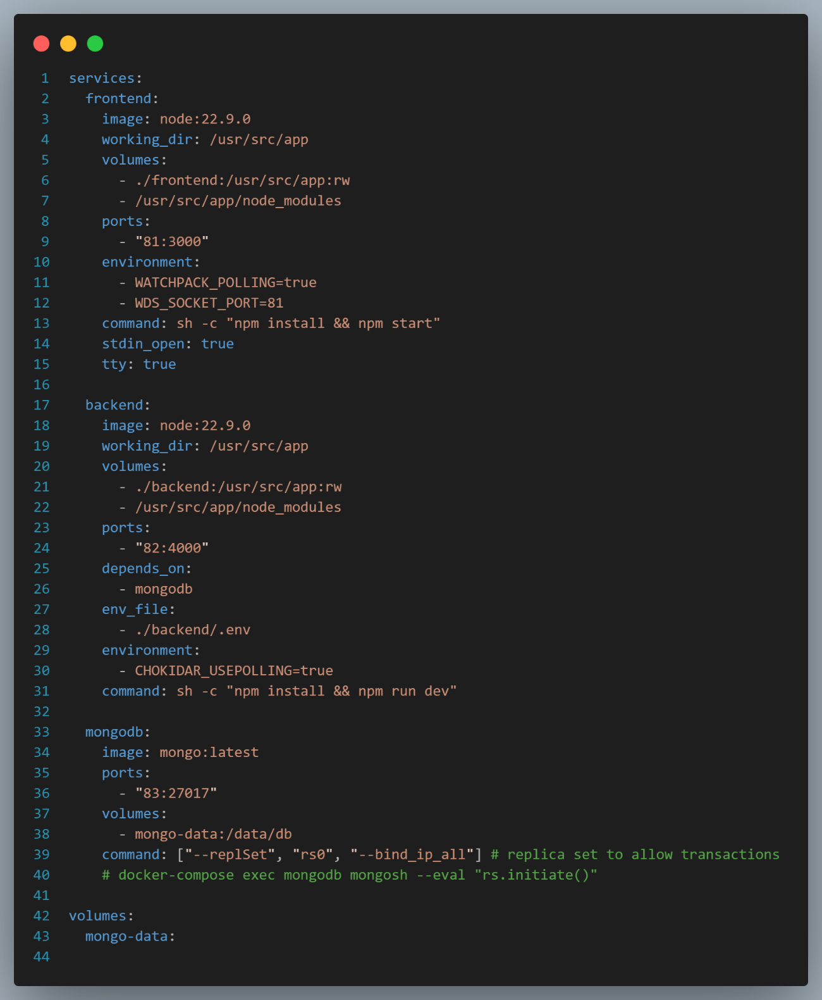 1 services:
2   frontend:
3     image: node:22.9.0
4     working_dir: /usr/src/app
5     volumes:
6       - ./frontend:/usr/src/app:rw
7       - /usr/src/app/node_modules
8     ports:
9       - "81:3000"
10     environment:
11       - WATCHPACK_POLLING=true
12       - WDS_SOCKET_PORT=81
13     command: sh -c "npm install && npm start"
14     stdin_open: true
15     tty: true
16
17   backend:
18     image: node:22.9.0
19     working_dir: /usr/src/app
20     volumes:
21       - ./backend:/usr/src/app:rw
22       - /usr/src/app/node_modules
23     ports:
24       - "82:4000"
25     depends_on:
26       - mongodb
27     env_file:
28       - ./backend/.env
29     environment:
30       - CHOKIDAR_USEPOLLING=true
31     command: sh -c "npm install && npm run dev"
32
33   mongodb:
34     image: mongo:latest
35     ports:
36       - "83:27017"
37     volumes:
38       - mongo-data:/data/db
39     command: ["--replSet", "rs0", "--bind_ip_all"] # replica set to allow transactions
40     # docker-compose exec mongodb mongosh --eval "rs.initiate()"
41
42 volumes:
43   mongo-data:
44